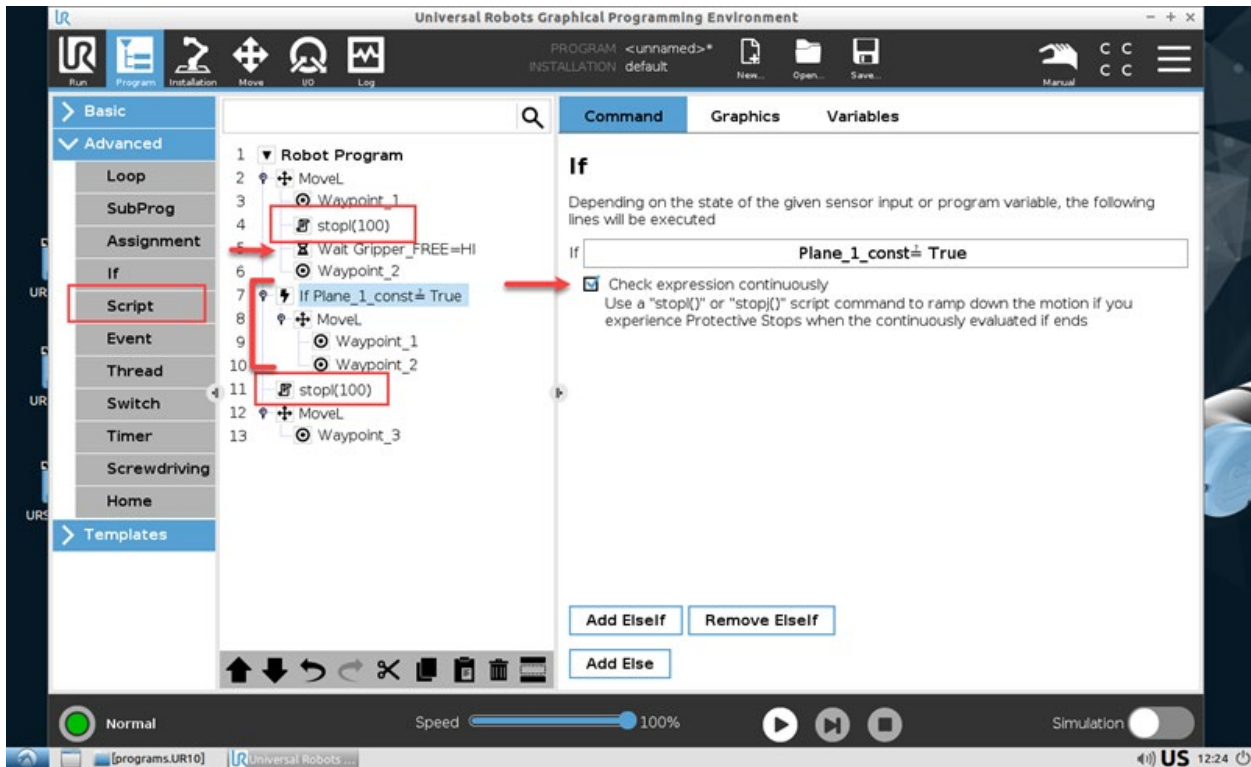 Universal Robots Graphical Programming Environment
UR
Run
Program
Installation
Move
I/O
Log
PROGRAM <unnamed>*
INSTALLATION default
New...
Open...
Save...
Manual
C C
C C
Basic
Advanced
Loop
SubProg
Assignment
If
Script
Event
Thread
Switch
Timer
Screwdriving
Home
Templates
1 Robot Program
2 MoveL
3 Waypoint_1
4 stopl(100)
5 Wait Gripper_FREE=HI
6 Waypoint_2
7 If Plane_1_const≟ True
8 MoveL
9 Waypoint_1
10 Waypoint_2
11 stopl(100)
12 MoveL
13 Waypoint_3
Command Graphics Variables
If
Depending on the state of the given sensor input or program variable, the following
lines will be executed
If Plane_1_const≟ True
Check expression continuously
Use a "stopl()" or "stopj()" script command to ramp down the motion if you
experience Protective Stops when the continuously evaluated if ends
Add ElseIf Remove ElseIf
Add Else
Normal
Speed 100%
Simulation
UR
UR
URS
[programs.UR10]
Universal Robots ...
US 12:24